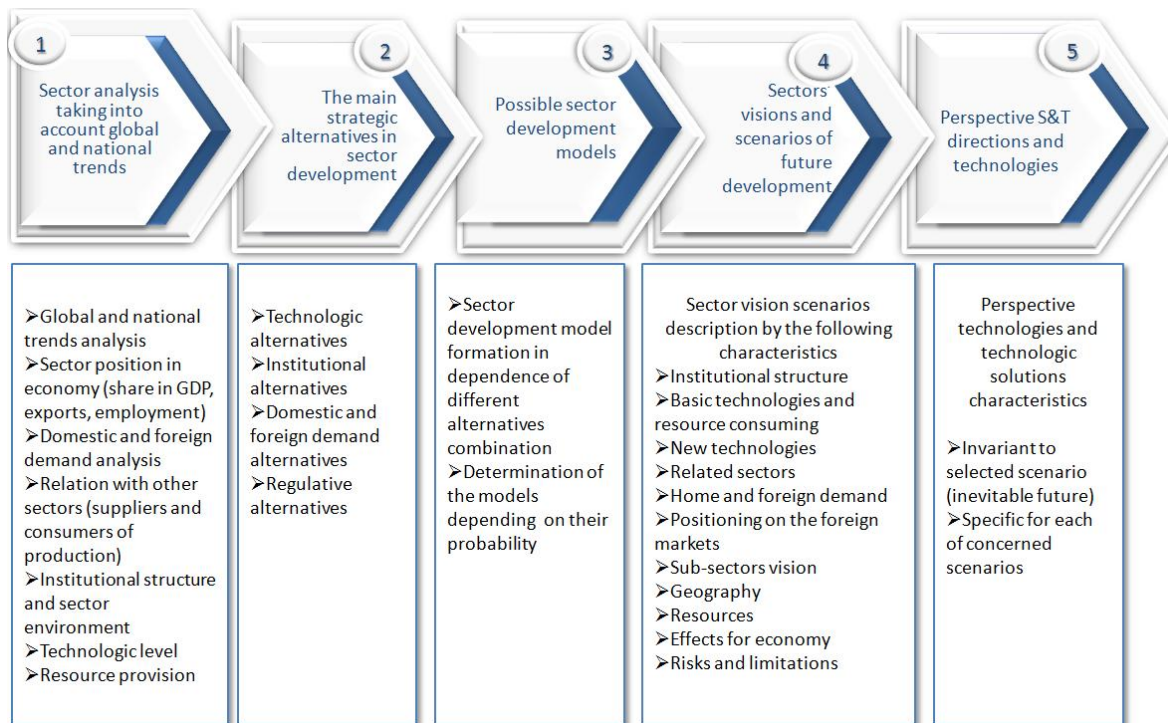 1
Sector analysis
taking into
account global
and national
trends
2
The main
strategic
alternatives in
sector
development
3
Possible sector
development
models
4
Sectors'
visions and
scenarios of
future
development
5
Perspective S&T
directions and
technologies
➢Global and national
trends analysis
➢Sector position in
economy (share in GDP,
exports, employment)
➢Domestic and foreign
demand analysis
➢Relation with other
sectors (suppliers and
consumers of
production)
➢Institutional structure
and sector
environment
➢Technologic level
➢Resource provision
➢Technologic
alternatives
➢Institutional
alternatives
➢Domestic and
foreign demand
alternatives
➢Regulative
alternatives
➢Sector
development model
formation in
dependence of
different
alternatives
combination
➢Determination of
the models
depending on their
probability
Sector vision scenarios
description by the following
characteristics
➢Institutional structure
➢Basic technologies and
resource consuming
➢New technologies
➢Related sectors
➢Home and foreign demand
➢Positioning on the foreign
markets
➢Sub-sectors vision
➢Geography
➢Resources
➢Effects for economy
➢Risks and limitations
Perspective
technologies and
technologic
solutions
characteristics
➢Invariant to
selected scenario
(inevitable future)
➢Specific for each
of concerned
scenarios